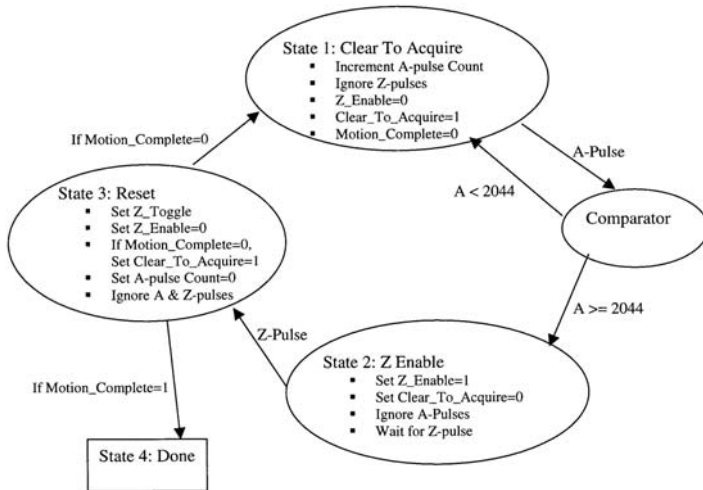 State 1: Clear To Acquire
▪ Increment A-pulse Count
▪ Ignore Z-pulses
▪ Z_Enable=0
▪ Clear_To_Acquire=1
▪ Motion_Complete=0
If Motion_Complete=0
A-Pulse
A < 2044
Comparator
State 3: Reset
▪ Set Z_Toggle
▪ Set Z_Enable=0
▪ If Motion_Complete=0,
Set Clear_To_Acquire=1
▪ Set A-pulse Count=0
▪ Ignore A & Z-pulses
A >= 2044
Z-Pulse
State 2: Z Enable
▪ Set Z_Enable=1
▪ Set Clear_To_Acquire=0
▪ Ignore A-Pulses
▪ Wait for Z-pulse
If Motion_Complete=1
State 4: Done